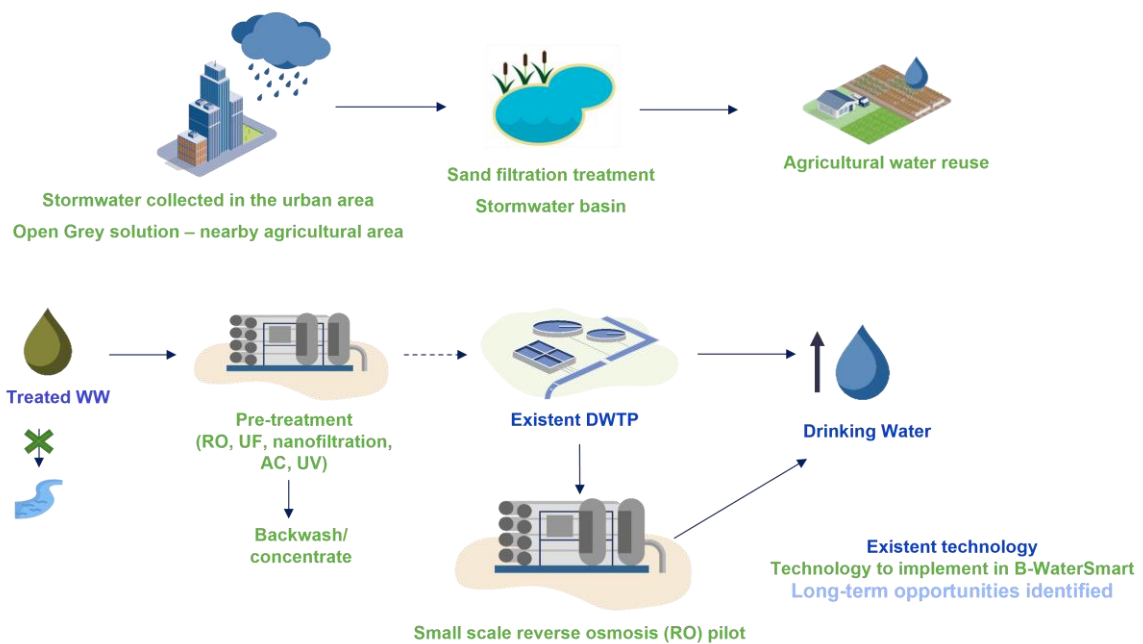 Stormwater collected in the urban area
Open Grey solution – nearby agricultural area
Sand filtration treatment
Stormwater basin
Agricultural water reuse
Treated WW
Pre-treatment
(RO, UF, nanofiltration,
AC, UV)
Backwash/
concentrate
Existent DWTP
Drinking Water
Small scale reverse osmosis (RO) pilot
Existent technology
Technology to implement in B-WaterSmart
Long-term opportunities identified